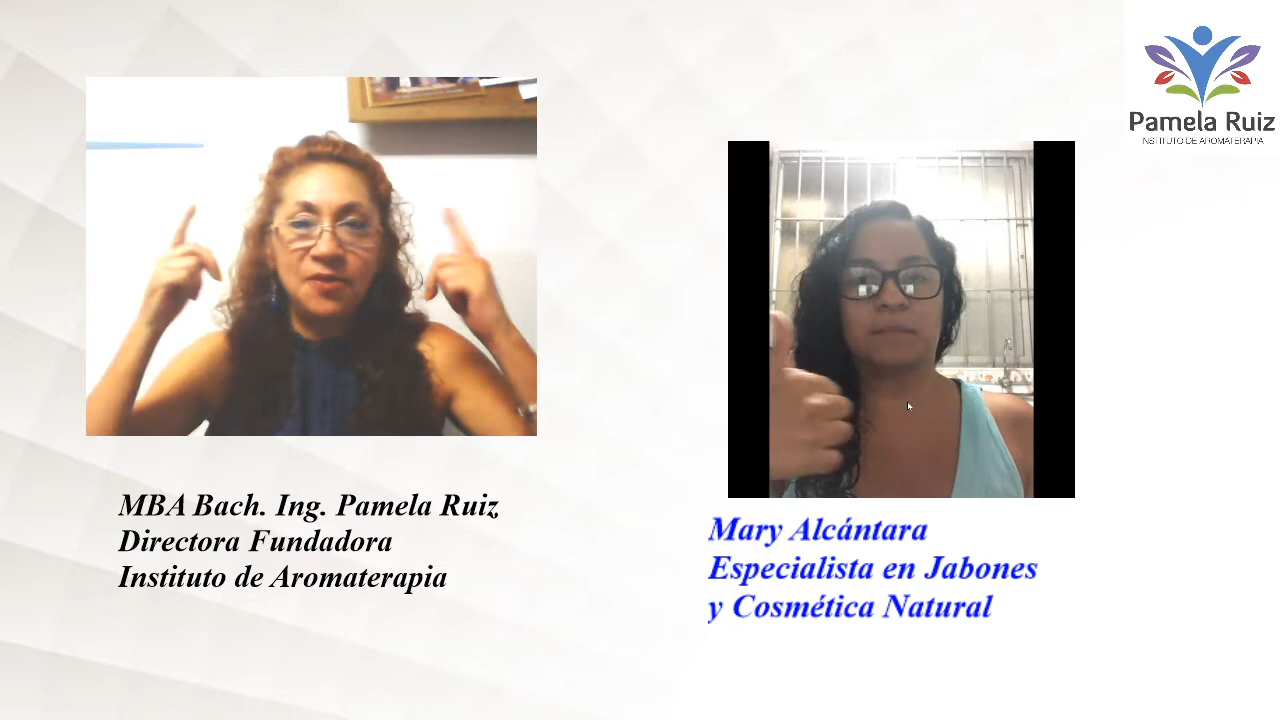 Pamela Ruiz
INSTITUTO DE AROMATERAPIA
MBA Bach. Ing. Pamela Ruiz
Directora Fundadora
Instituto de Aromaterapia
Mary Alcántara
Especialista en Jabones
y Cosmética Natural